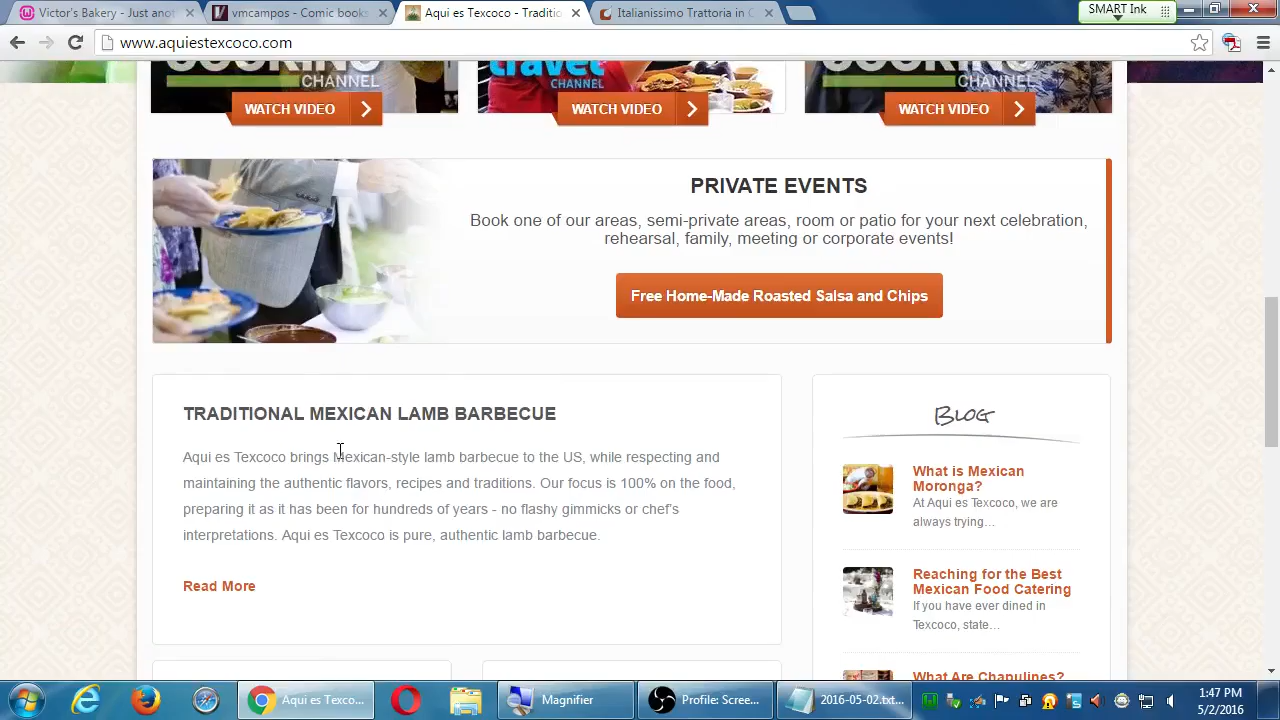 Victor's Bakery - Just anot
vmcampos - Comic books
Aqui es Texcoco - Traditio
Italianissimo Trattoria in C
SMART Ink
www.aquiestexcoco.com
COOKING
CHANNEL
travel
CHANNEL
COOKING
CHANNEL
WATCH VIDEO
WATCH VIDEO
WATCH VIDEO
PRIVATE EVENTS
Book one of our areas, semi-private areas, room or patio for your next celebration,
rehearsal, family, meeting or corporate events!
Free Home-Made Roasted Salsa and Chips
TRADITIONAL MEXICAN LAMB BARBECUE
Aqui es Texcoco brings Mexican-style lamb barbecue to the US, while respecting and
maintaining the authentic flavors, recipes and traditions. Our focus is 100% on the food,
preparing it as it has been for hundreds of years - no flashy gimmicks or chef's
interpretations. Aqui es Texcoco is pure, authentic lamb barbecue.
Read More
BLOG
What is Mexican
Moronga?
At Aqui es Texcoco, we are
always trying…
Reaching for the Best
Mexican Food Catering
If you have ever dined in
Texcoco, state…
What Are Chapulines?
Aqui es Texco...
Magnifier
Profile: Scree...
2016-05-02.txt...
1:47 PM
5/2/2016